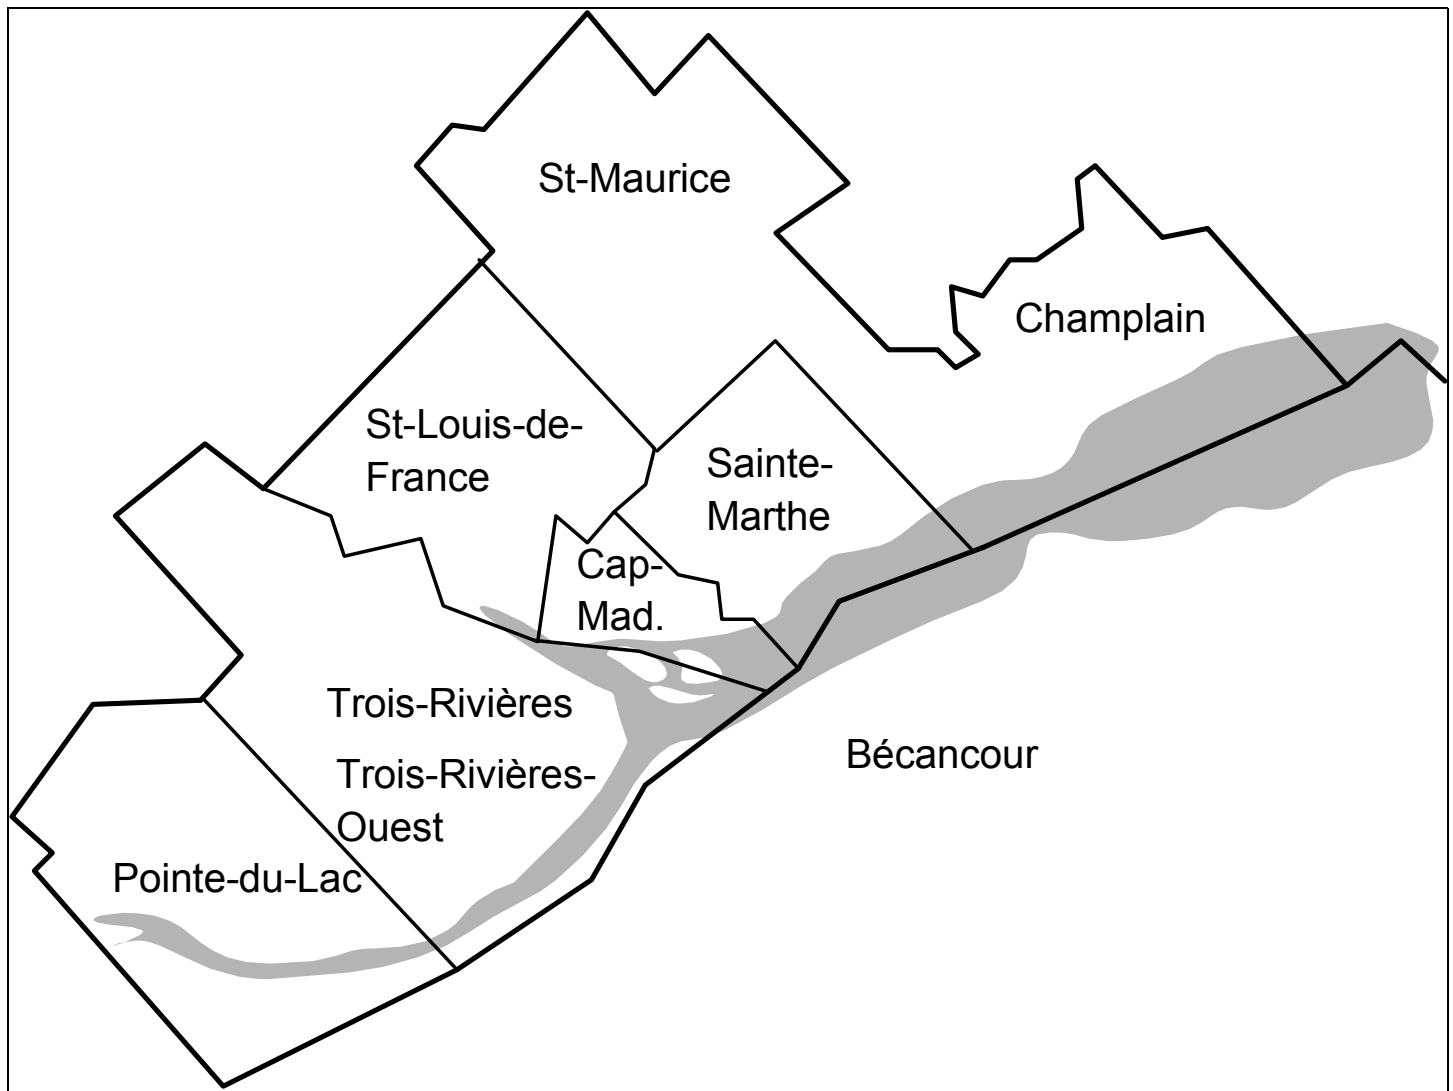 St-Maurice
Champlain
St-Louis-de-
France
Sainte-
Marthe
Cap-
Mad.
Trois-Rivières
Bécancour
Trois-Rivières-
Ouest
Pointe-du-Lac